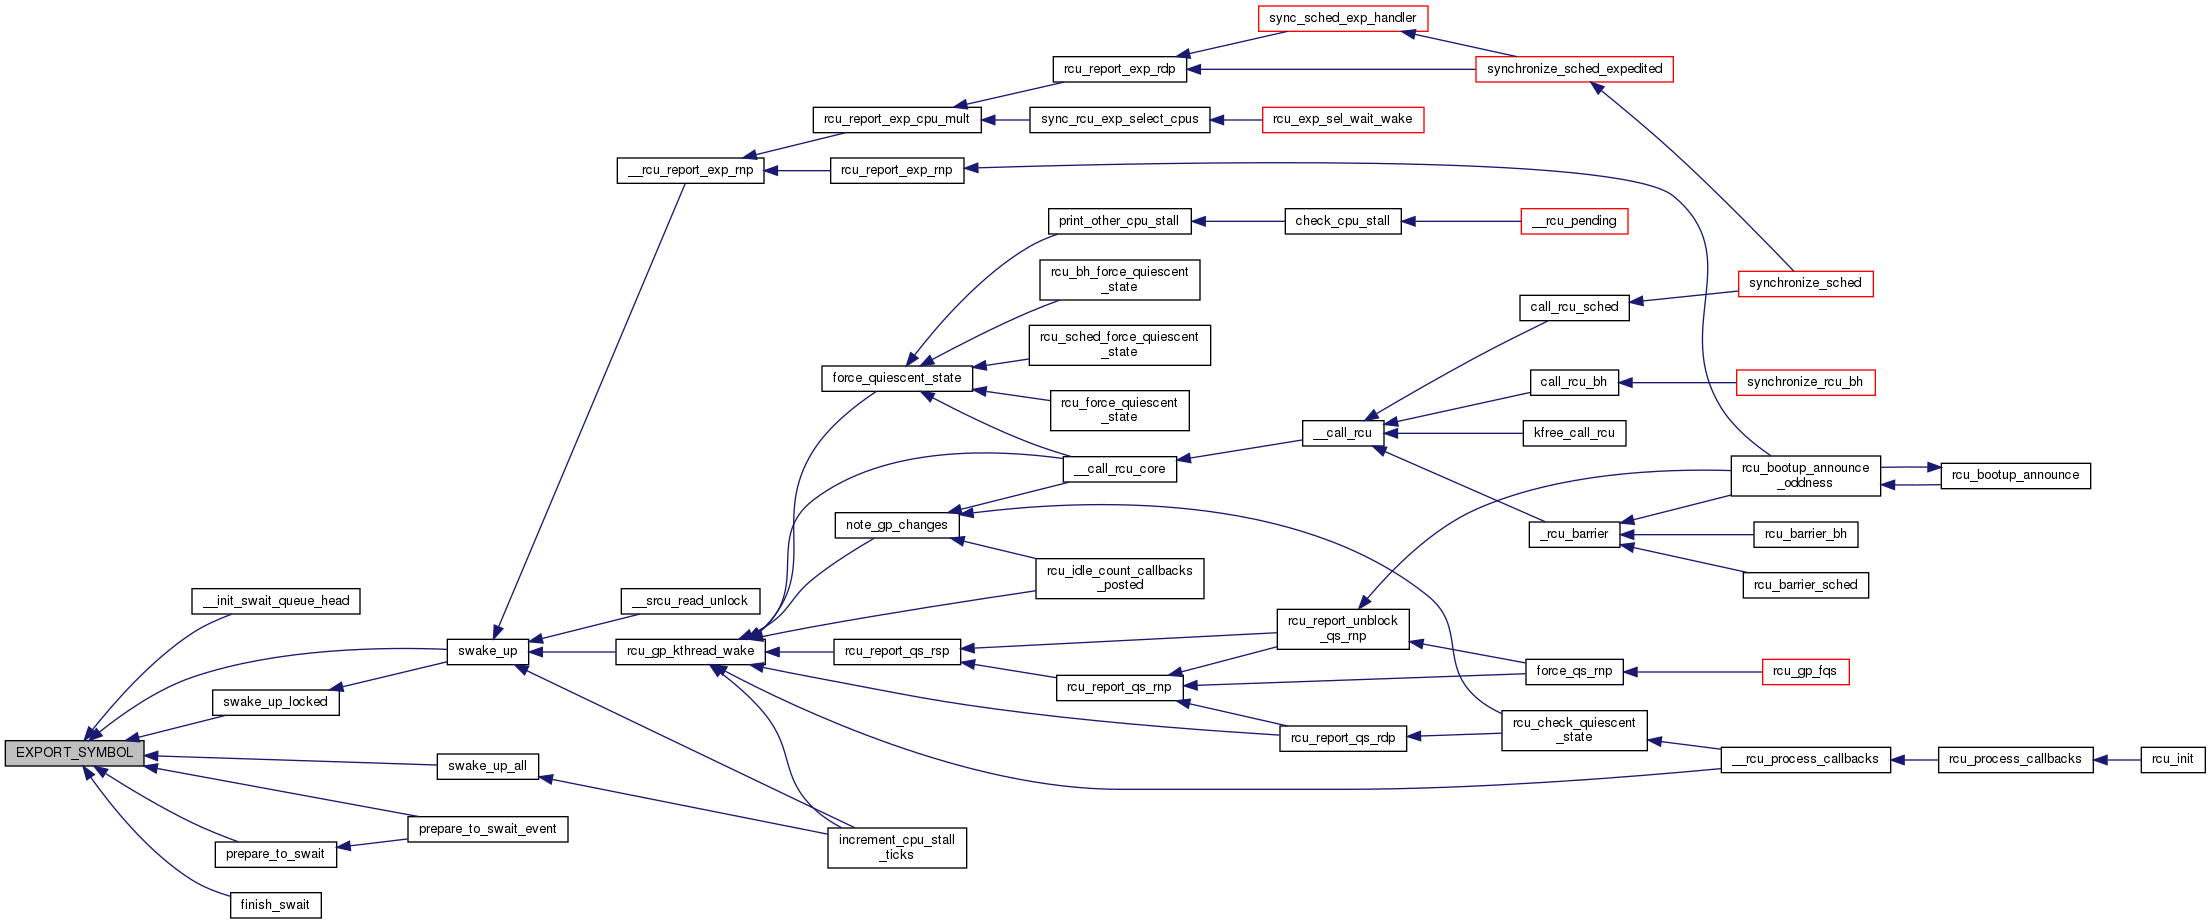 sync_sched_exp_handler
rcu_report_exp_rdp
synchronize_sched_expedited
rcu_report_exp_cpu_mult
sync_rcu_exp_select_cpus
rcu_exp_sel_wait_wake
__rcu_report_exp_rnp
rcu_report_exp_rnp
print_other_cpu_stall
check_cpu_stall
__rcu_pending
rcu_bh_force_quiescent
_state
synchronize_sched
call_rcu_sched
rcu_sched_force_quiescent
_state
force_quiescent_state
call_rcu_bh
synchronize_rcu_bh
rcu_force_quiescent
_state
__call_rcu
kfree_call_rcu
__call_rcu_core
rcu_bootup_announce
_oddness
rcu_bootup_announce
note_gp_changes
_rcu_barrier
rcu_barrier_bh
rcu_idle_count_callbacks
_posted
rcu_barrier_sched
__init_swait_queue_head
__srcu_read_unlock
rcu_report_unblock
_qs_rnp
swake_up
rcu_gp_kthread_wake
rcu_report_qs_rsp
force_qs_rnp
rcu_gp_fqs
rcu_report_qs_rnp
swake_up_locked
rcu_check_quiescent
_state
rcu_report_qs_rdp
EXPORT_SYMBOL
swake_up_all
__rcu_process_callbacks
rcu_process_callbacks
rcu_init
prepare_to_swait_event
increment_cpu_stall
_ticks
prepare_to_swait
finish_swait